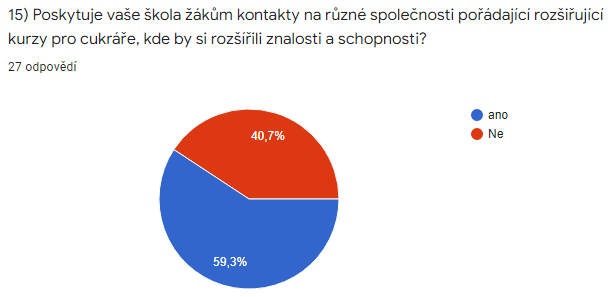 15) Poskytuje vaše škola žákům kontakty na různé společnosti pořádající rozšiřující
kurzy pro cukráře, kde by si rozšířili znalosti a schopnosti?
27 odpovědí
ano
Ne
40,7%
59,3%